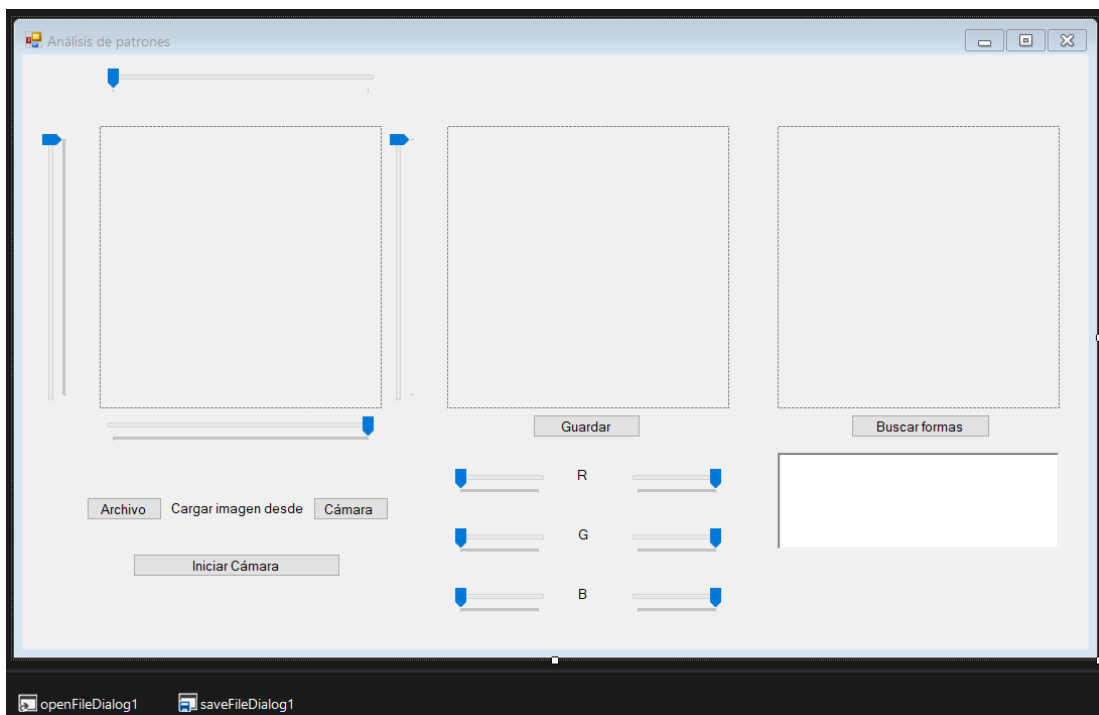 Análisis de patrones
Guardar
Buscar formas
R
Archivo
Cargar imagen desde
Cámara
G
Iniciar Cámara
B
openFileDialog1
saveFileDialog1